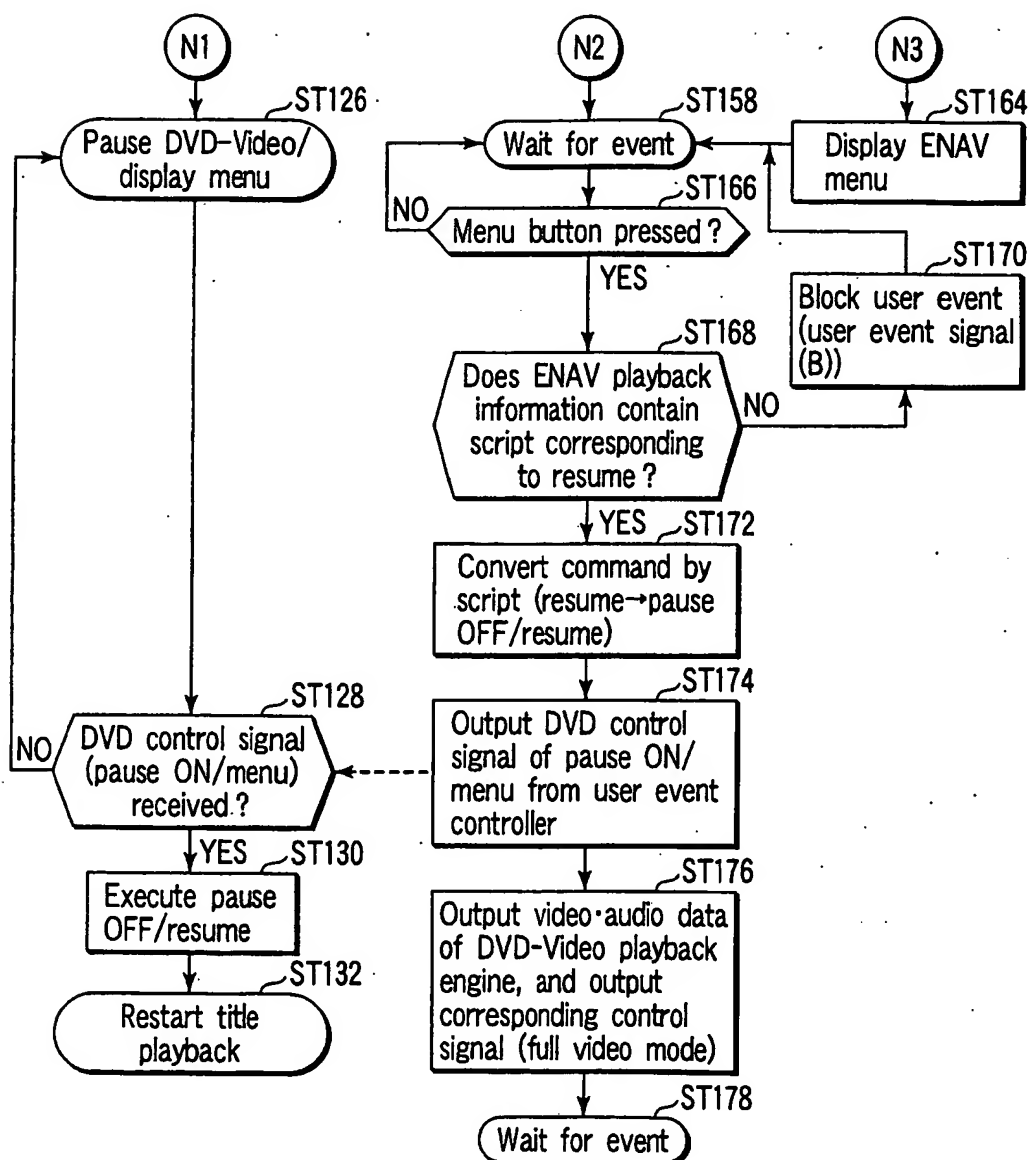 N1
ST126
Pause DVD-Video/
display menu
NO
ST128
DVD control signal
(pause ON/menu)
received?
YES
ST130
Execute pause
OFF/resume
ST132
Restart title
playback
N2
ST158
Wait for event
NO
ST166
Menu button pressed?
YES
ST168
Does ENAV playback
information contain
script corresponding
to resume?
NO
YES
ST172
Convert command by
script (resume→pause
OFF/resume)
ST174
Output DVD control
signal of pause ON/
menu from user event
controller
ST176
Output video·audio data
of DVD-Video playback
engine, and output
corresponding control
signal (full video mode)
ST178
Wait for event
N3
ST164
Display ENAV
menu
ST170
Block user event
(user event signal
(B))